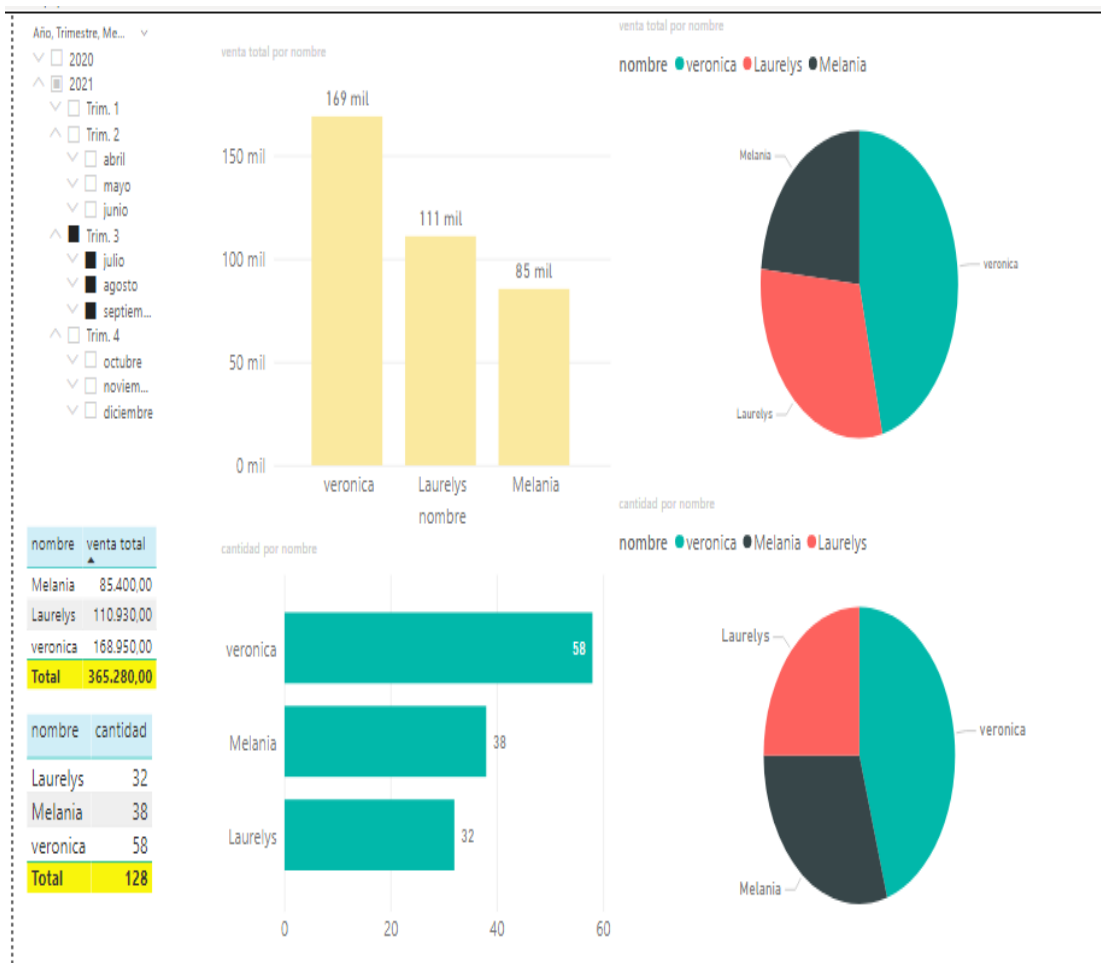 Año, Trimestre, Me...
2020
2021
Trim. 1
Trim. 2
abril
mayo
junio
Trim. 3
julio
agosto
septiem...
Trim. 4
octubre
noviem...
diciembre
venta total por nombre
169 mil
150 mil
111 mil
100 mil
85 mil
50 mil
0 mil
veronica Laurelys Melania
nombre
venta total por nombre
nombre veronica Laurelys Melania
Melania
veronica
Laurelys
nombre venta total
Melania 85.400,00
Laurelys 110.930,00
veronica 168.950,00
Total 365.280,00
nombre cantidad
Laurelys 32
Melania 38
veronica 58
Total 128
cantidad por nombre
veronica 58
Melania 38
Laurelys 32
0 20 40 60
cantidad por nombre
nombre veronica Melania Laurelys
Laurelys
veronica
Melania